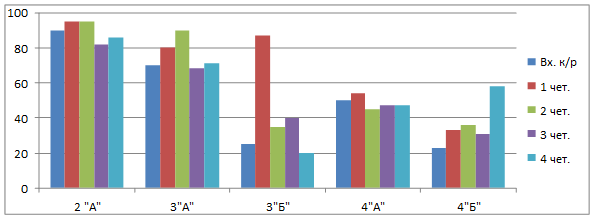 100
80
60
40
20
0
2 "А"
3"А"
3"Б"
4"А"
4"Б"
Вх. к/р
1 чет.
2 чет.
3 чет.
4 чет.